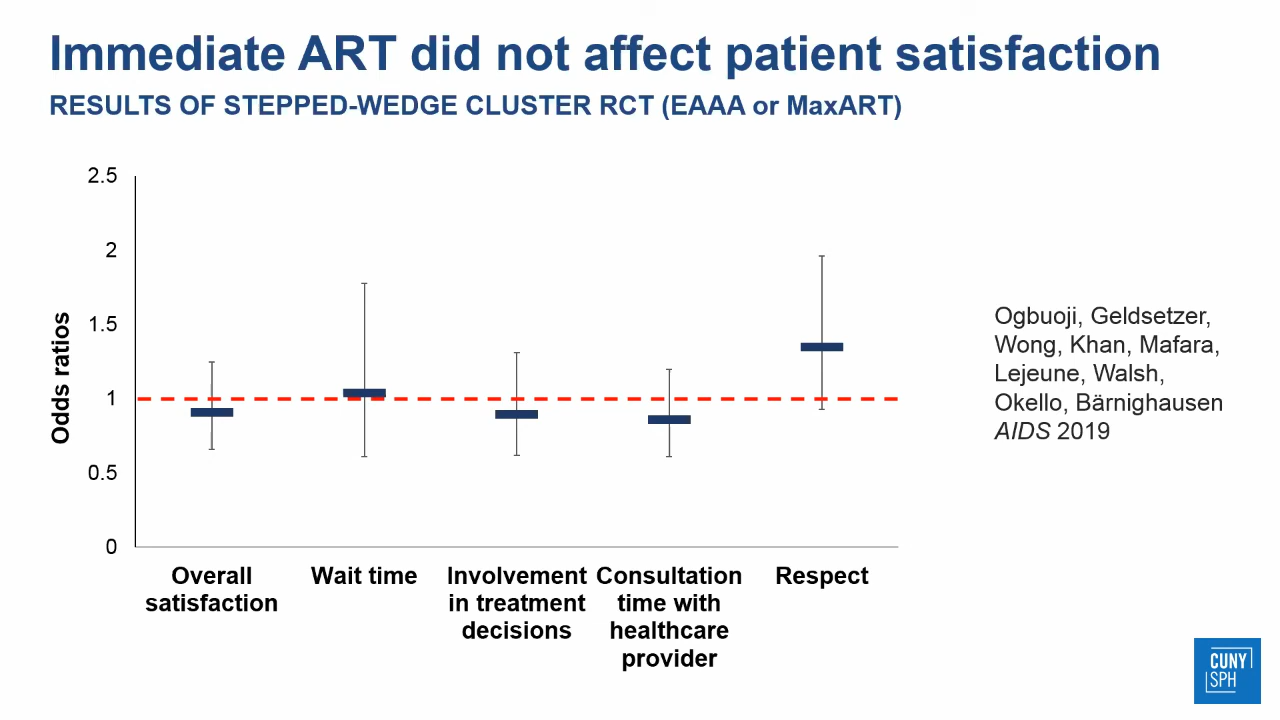 Immediate ART did not affect patient satisfaction
RESULTS OF STEPPED-WEDGE CLUSTER RCT (EAAA or MaxART)
2.5
2
1.5
1
0.5
0
Odds ratios
Overall
satisfaction
Wait time
Involvement
in treatment
decisions
Consultation
time with
healthcare
provider
Respect
Ogbuoji, Geldsetzer,
Wong, Khan, Mafara,
Lejeune, Walsh,
Okello, Bärnighausen
AIDS 2019
CUNY
SPH